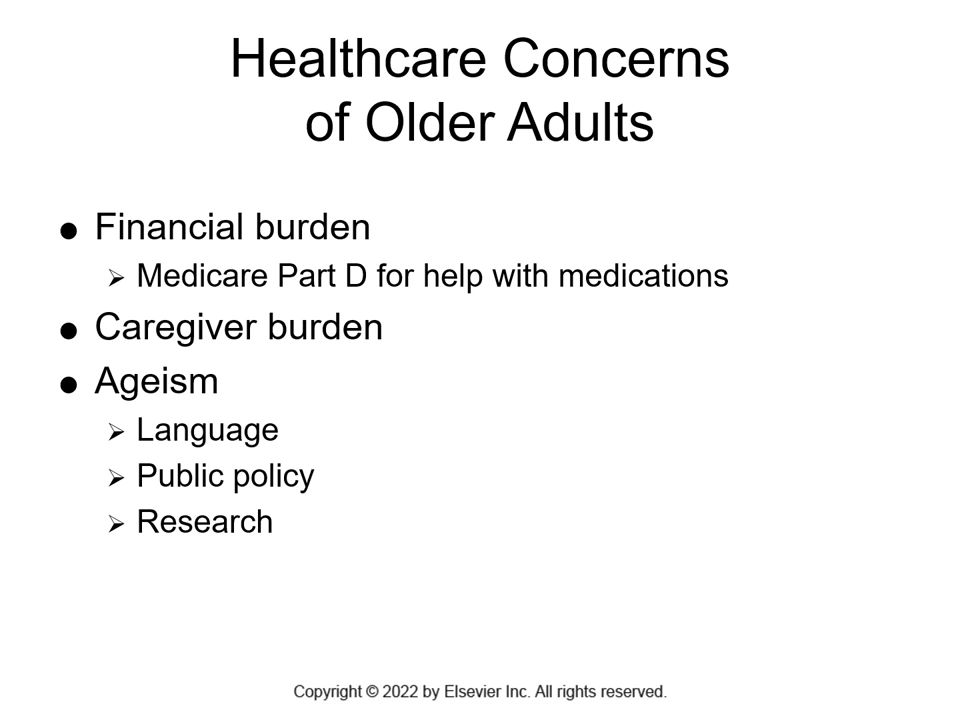 Healthcare Concerns
of Older Adults
● Financial burden
➢ Medicare Part D for help with medications
● Caregiver burden
● Ageism
➢ Language
➢ Public policy
➢ Research
Copyright © 2022 by Elsevier Inc. All rights reserved.